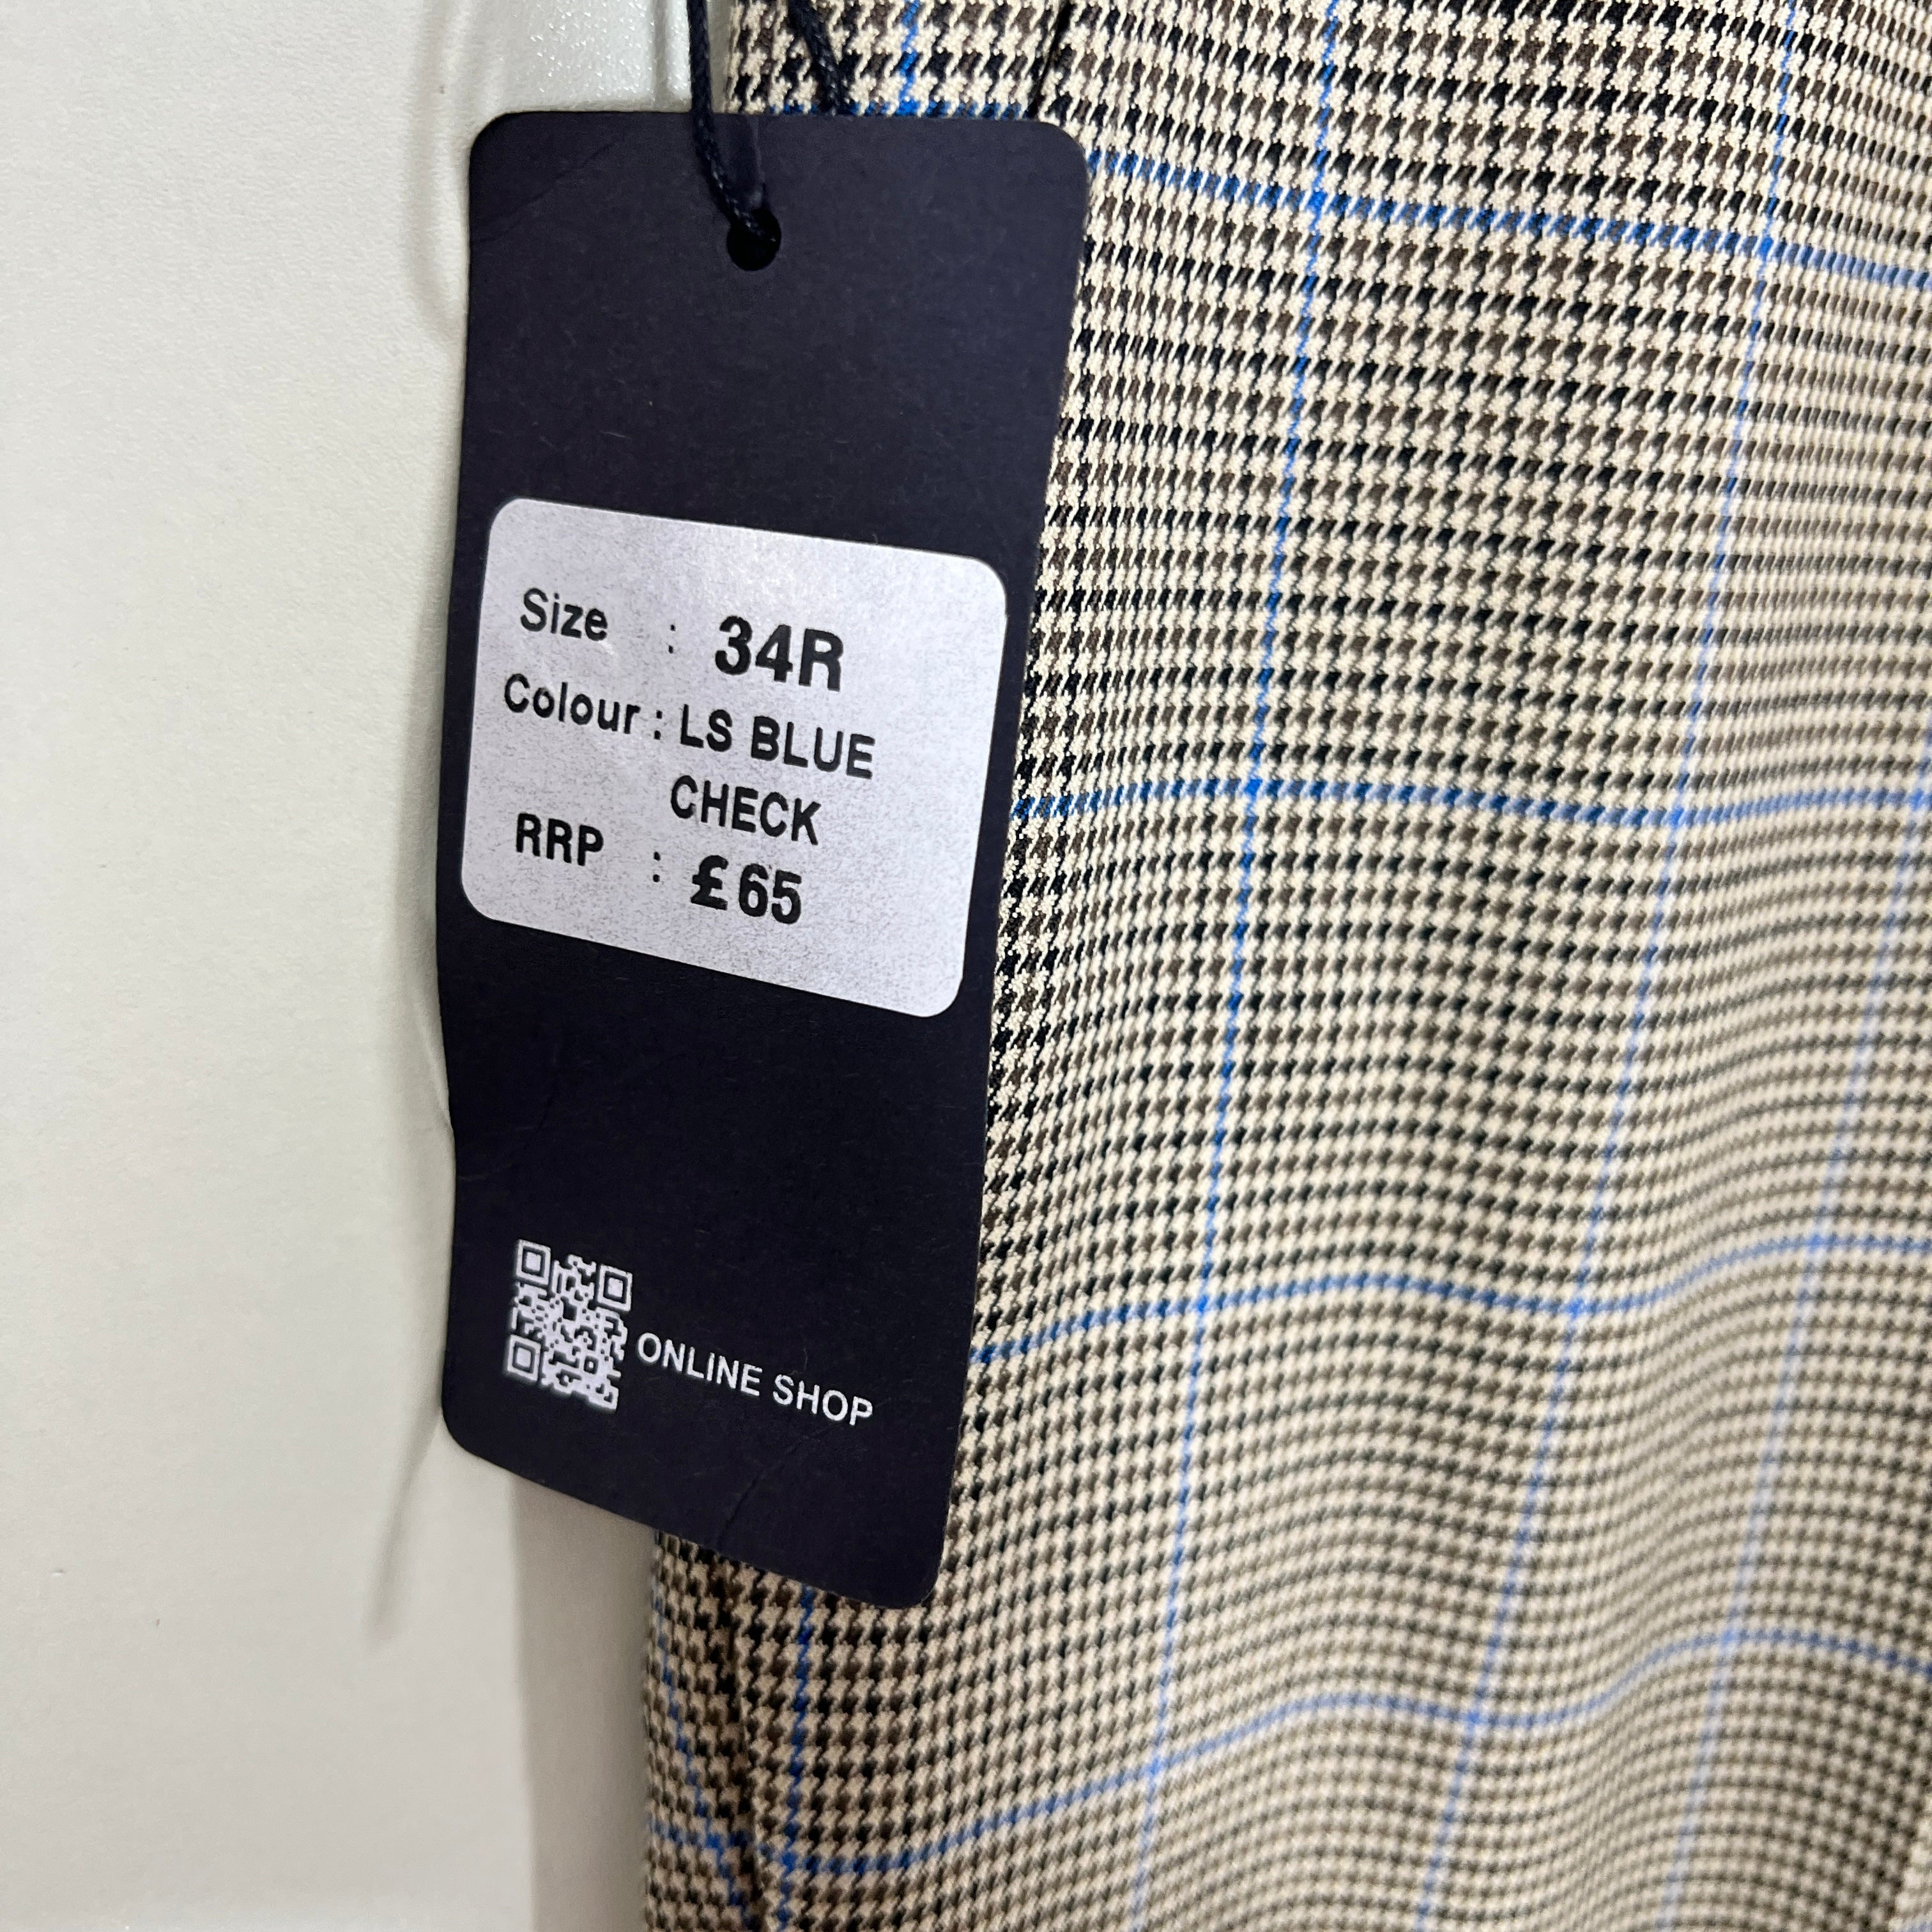 Size : 34R
Colour : LS BLUE
CHECK
RRP : £65
ONLINE SHOP